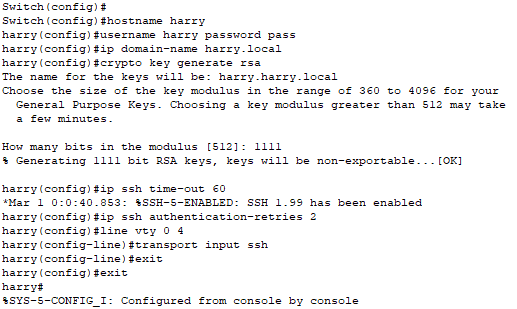 Switch(config)#
Switch(config)#hostname harry
harry(config)#username harry password pass
harry(config)#ip domain-name harry.local
harry(config)#crypto key generate rsa
The name for the keys will be: harry.harry.local
Choose the size of the key modulus in the range of 360 to 4096 for your
General Purpose Keys. Choosing a key modulus greater than 512 may take
a few minutes.
How many bits in the modulus [512]: 1111
% Generating 1111 bit RSA keys, keys will be non-exportable...[OK]
harry(config)#ip ssh time-out 60
*Mar 1 0:0:40.853: %SSH-5-ENABLED: SSH 1.99 has been enabled
harry(config)#ip ssh authentication-retries 2
harry(config)#line vty 0 4
harry(config-line)#transport input ssh
harry(config-line)#exit
harry(config)#exit
harry#
%SYS-5-CONFIG_I: Configured from console by console